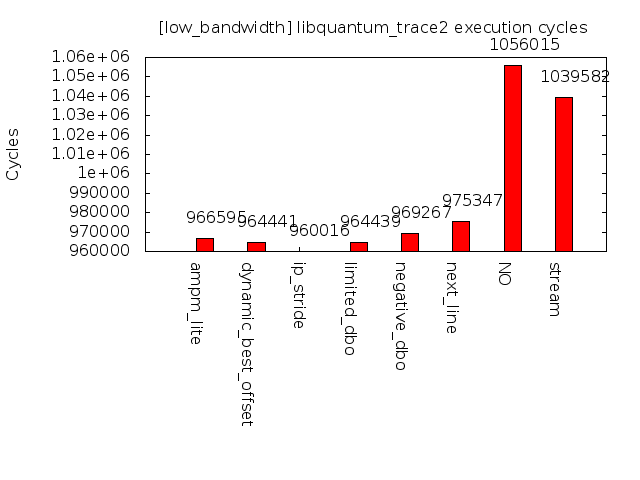 [low_bandwidth] libquantum_trace2 execution cycles
Cycles
1.06e+06
1.05e+06
1.04e+06
1.03e+06
1.02e+06
1.01e+06
1e+06
990000
980000
970000
960000
966595
964441
960016
964439
969267
975347
1056015
1039582
ampm_lite
dynamic_best_offset
ip_stride
limited_dbo
negative_dbo
next_line
NO
stream